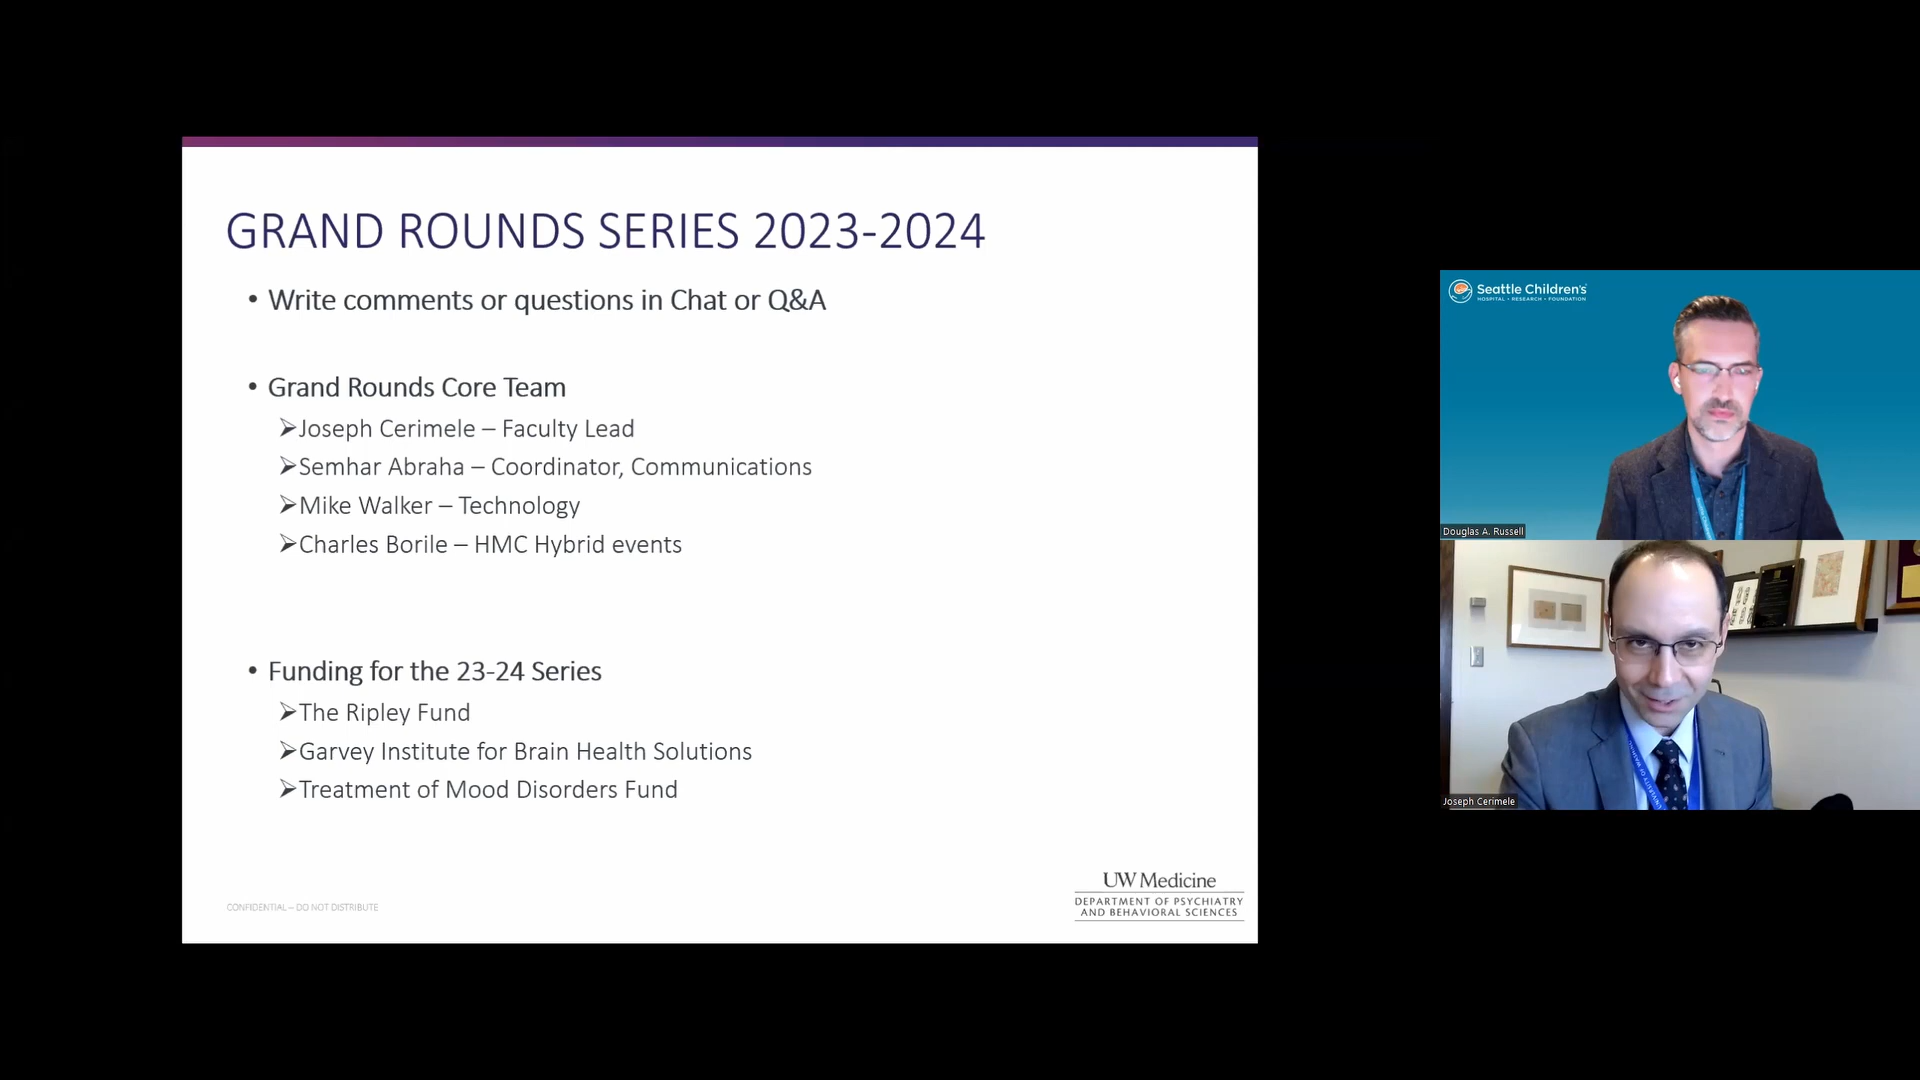 GRAND ROUNDS SERIES 2023-2024
• Write comments or questions in Chat or Q&A
• Grand Rounds Core Team
➢Joseph Cerimele – Faculty Lead
➢Semhar Abraha – Coordinator, Communications
➢Mike Walker – Technology
➢Charles Borile – HMC Hybrid events
• Funding for the 23-24 Series
➢The Ripley Fund
➢Garvey Institute for Brain Health Solutions
➢Treatment of Mood Disorders Fund
CONFIDENTIAL – DO NOT DISTRIBUTE
UW Medicine
DEPARTMENT OF PSYCHIATRY
AND BEHAVIORAL SCIENCES
Seattle Children's
HOSPITAL • RESEARCH • FOUNDATION
Douglas A. Russell
Joseph Cerimele